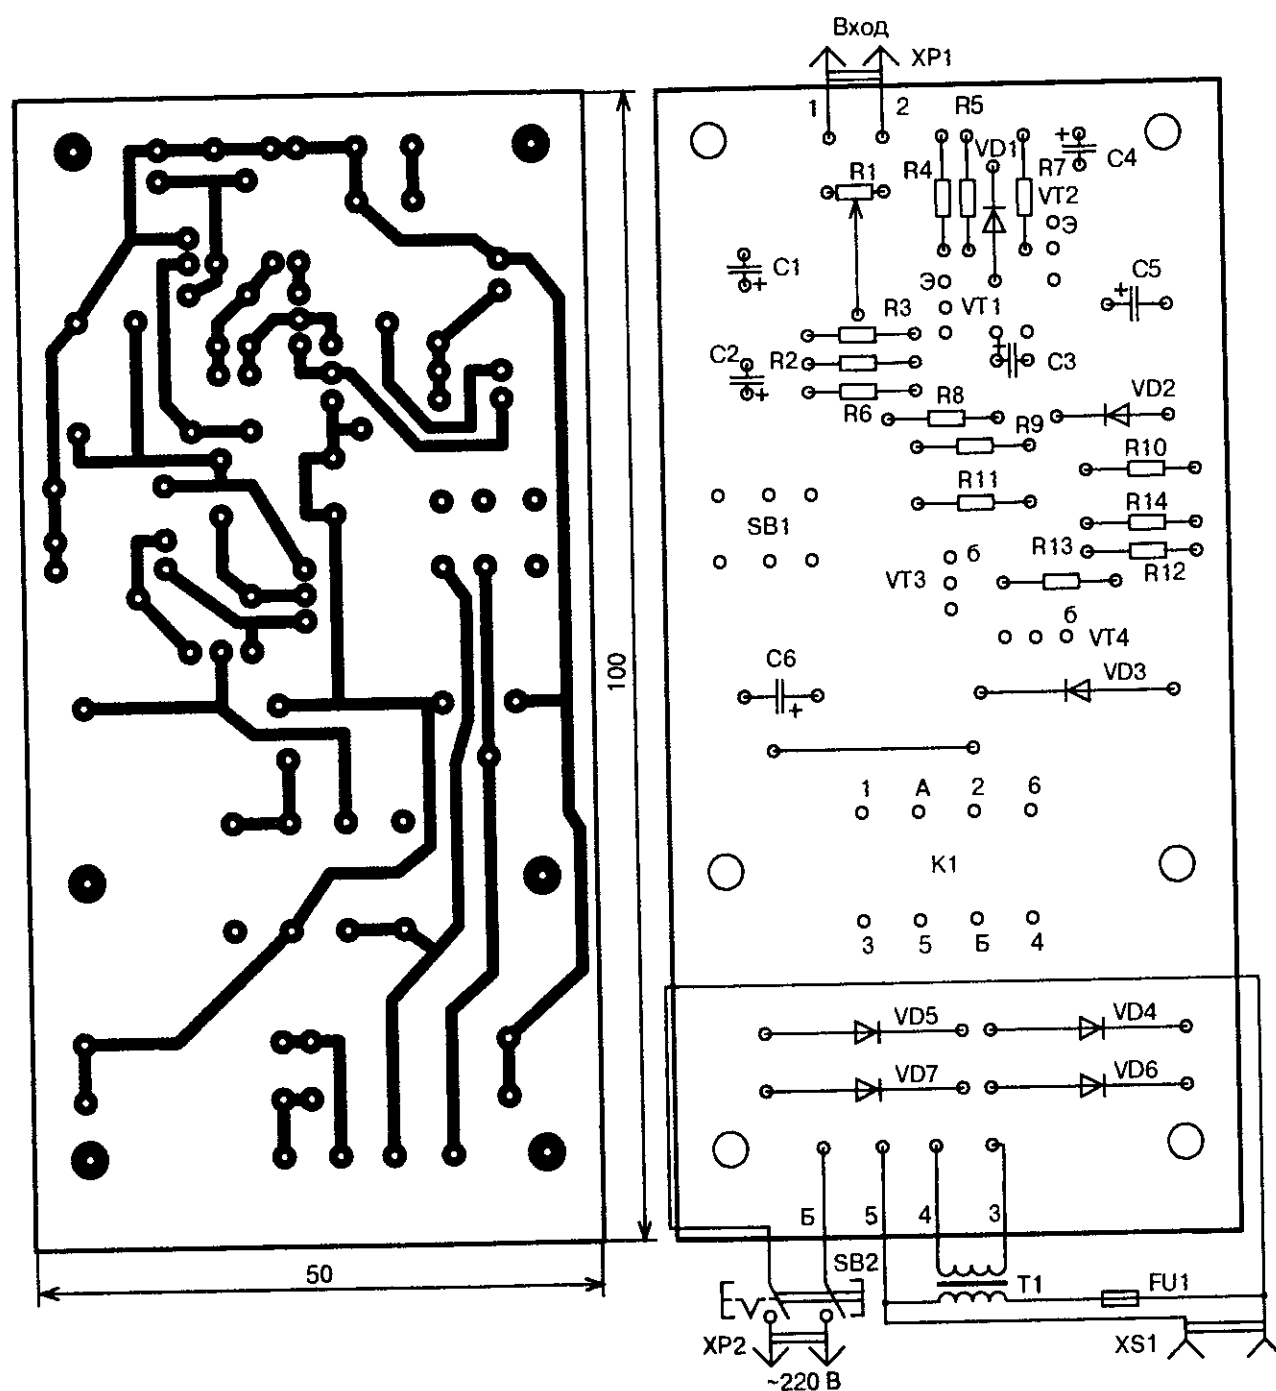 Вход
XP1
1
2
R5
VD1
+
C4
R1
R4
R7
VT2
Э
C1
+
Э
VT1
C5
+
R3
C2
+
R2
+
C3
R6
R8
VD2
R9
R10
R11
SB1
R14
R13
R12
VT3
б
б
VT4
C6
+
VD3
100
1
А
2
6
K1
3
5
Б
4
VD5
VD4
VD7
VD6
Б
5
4
3
50
SB2
T1
FU1
XP2
XS1
~220 В